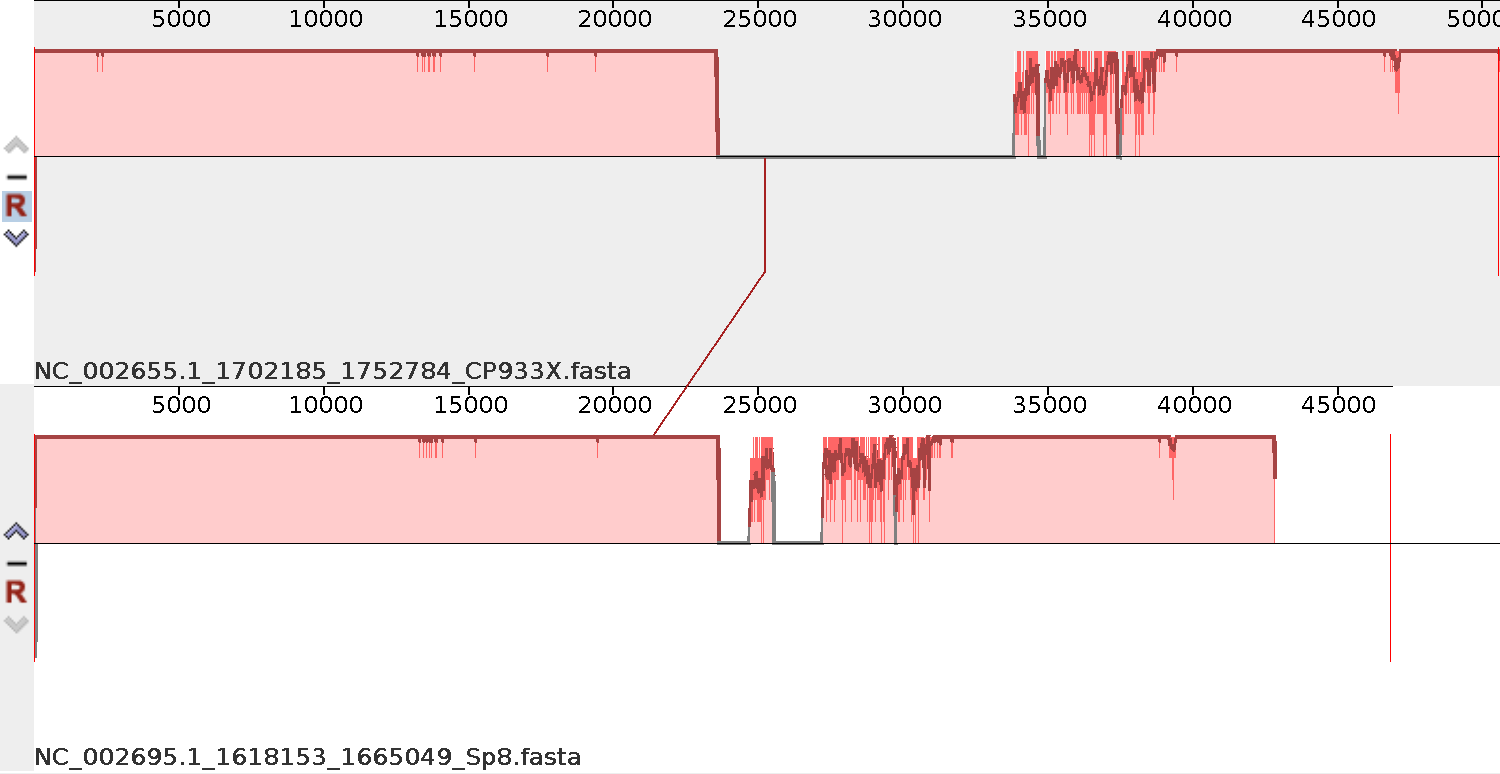 5000 10000 15000 20000 25000 30000 35000 40000 45000 5000
R
NC_002655.1_1702185_1752784_CP933X.fasta
5000 10000 15000 20000 25000 30000 35000 40000 45000
R
NC_002695.1_1618153_1665049_Sp8.fasta